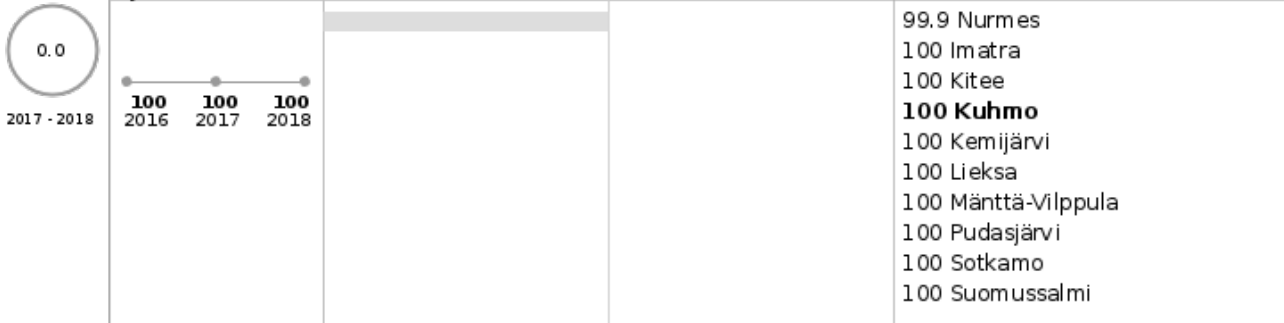 0.0
2017 - 2018
100 100 100
2016 2017 2018
99.9 Nurmes
100 Imatra
100 Kitee
100 Kuhmo
100 Kemijärvi
100 Lieksa
100 Mänttä-Vilppula
100 Pudasjärvi
100 Sotkamo
100 Suomussalmi